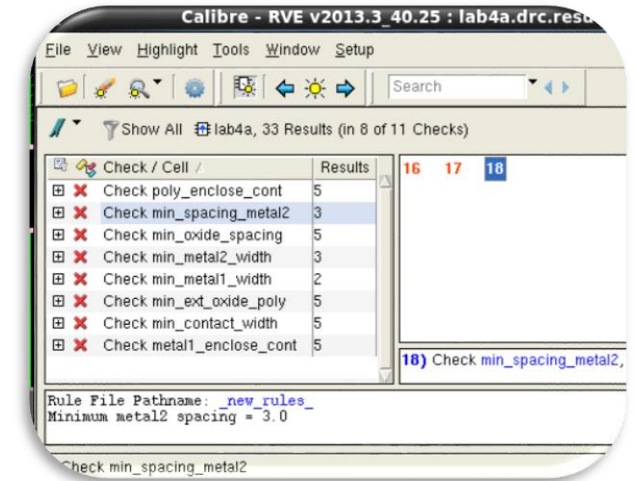 Calibre - RVE v2013.3_40.25 : lab4a.drc.resu
File View Highlight Tools Window Setup
Search
Show All lab4a, 33 Results (in 8 of 11 Checks)
Check / Cell Results
Check poly_enclose_cont 5
Check min_spacing_metal2 3
Check min_oxide_spacing 5
Check min_metal2_width 3
Check min_metal1_width 2
Check min_ext_oxide_poly 5
Check min_contact_width 5
Check metal1_enclose_cont 5
16 17 18
18) Check min_spacing_metal2,
Rule File Pathname: _new_rules_
Minimum metal2 spacing = 3.0
Check min_spacing_metal2